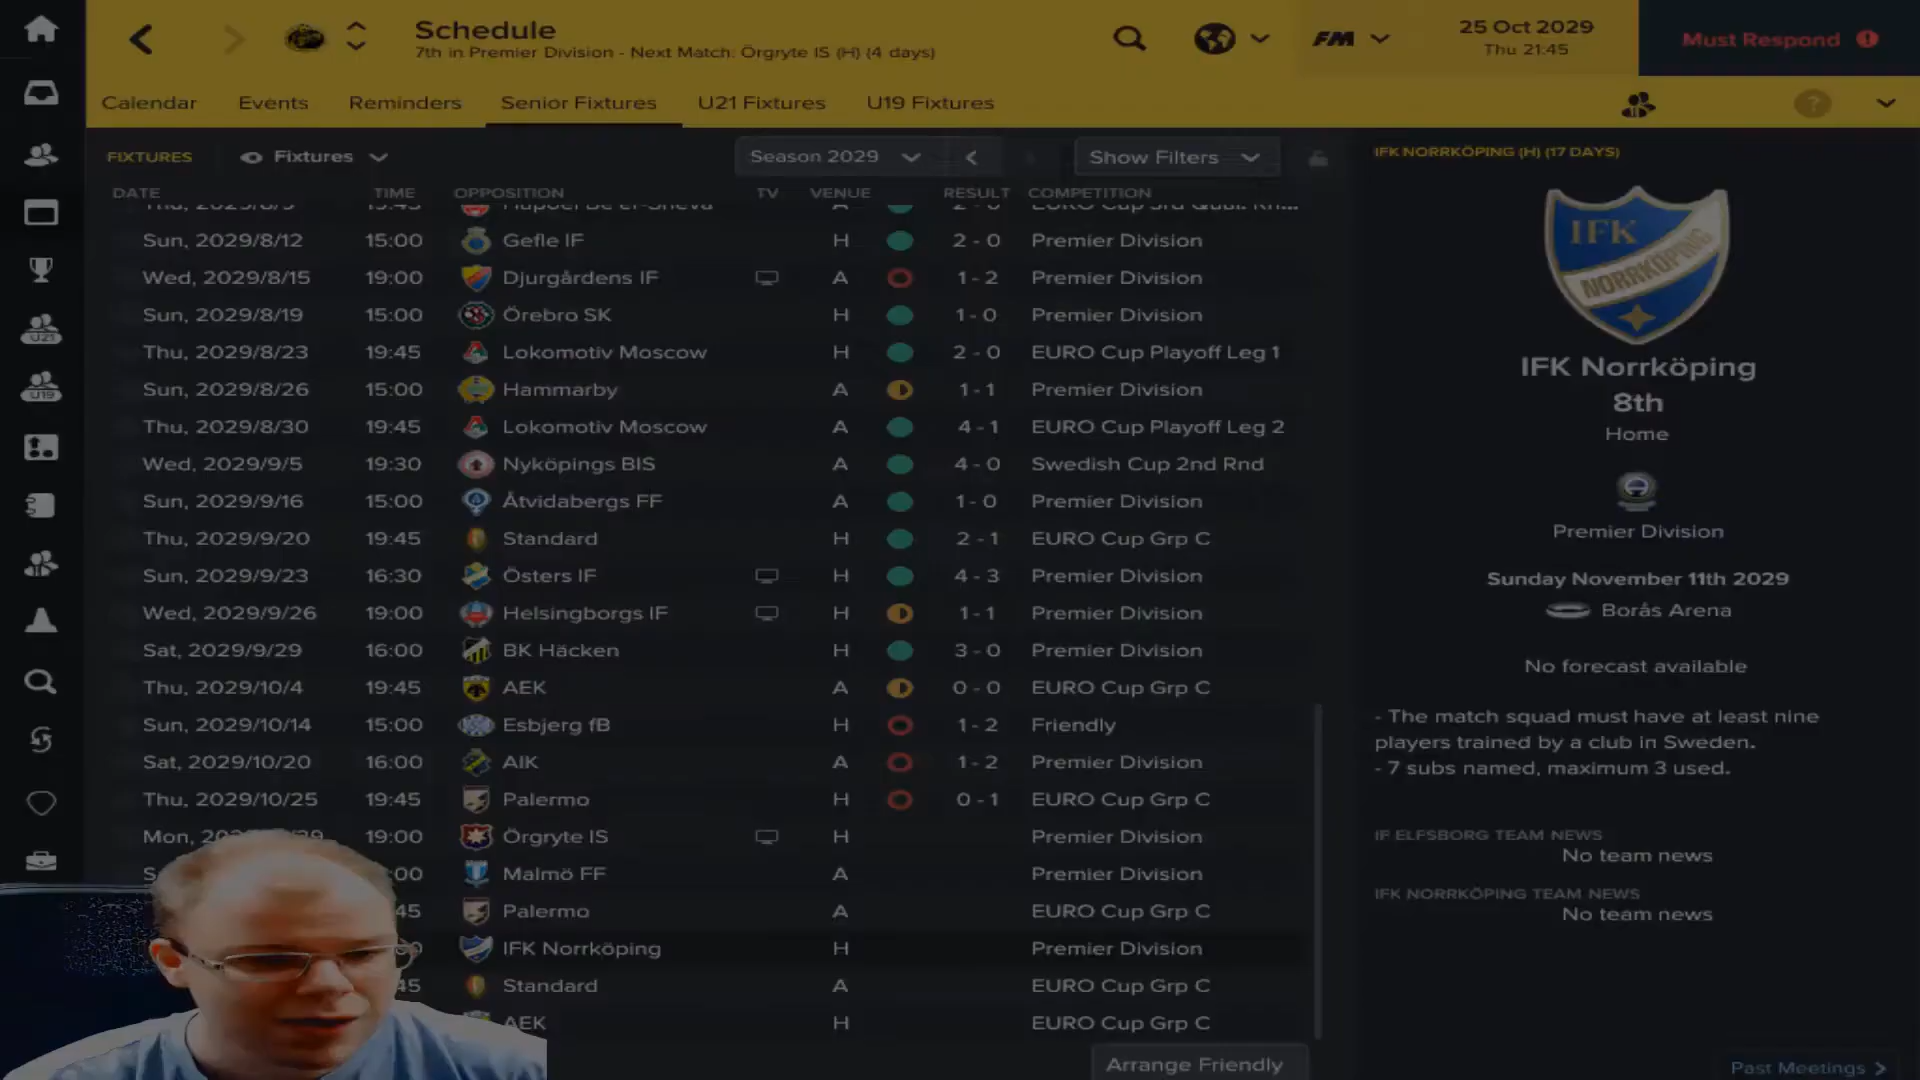 Schedule
7th in Premier Division - Next Match: Örgryte IS (H) (4 days)
FM
25 Oct 2029
Thu 21:45
Must Respond
Calendar Events Reminders Senior Fixtures U21 Fixtures U19 Fixtures
?
FIXTURES Fixtures Season 2029 Show Filters
DATE TIME OPPOSITION TV VENUE RESULT COMPETITION
Sun, 2029/8/12 15:00 Gefle IF H 2 - 0 Premier Division
Wed, 2029/8/15 19:00 Djurgårdens IF A 1 - 2 Premier Division
Sun, 2029/8/19 15:00 Örebro SK H 1 - 0 Premier Division
Thu, 2029/8/23 19:45 Lokomotiv Moscow H 2 - 0 EURO Cup Playoff Leg 1
Sun, 2029/8/26 15:00 Hammarby A 1 - 1 Premier Division
Thu, 2029/8/30 19:45 Lokomotiv Moscow A 4 - 1 EURO Cup Playoff Leg 2
Wed, 2029/9/5 19:30 Nyköpings BIS A 4 - 0 Swedish Cup 2nd Rnd
Sun, 2029/9/16 15:00 Åtvidabergs FF A 1 - 0 Premier Division
Thu, 2029/9/20 19:45 Standard H 2 - 1 EURO Cup Grp C
Sun, 2029/9/23 16:30 Östers IF H 4 - 3 Premier Division
Wed, 2029/9/26 19:00 Helsingborgs IF H 1 - 1 Premier Division
Sat, 2029/9/29 16:00 BK Häcken H 3 - 0 Premier Division
Thu, 2029/10/4 19:45 AEK A 0 - 0 EURO Cup Grp C
Sun, 2029/10/14 15:00 Esbjerg fB H 1 - 2 Friendly
Sat, 2029/10/20 16:00 AIK A 1 - 2 Premier Division
Thu, 2029/10/25 19:45 Palermo H 0 - 1 EURO Cup Grp C
Mon, 19:00 Örgryte IS H Premier Division
Malmö FF A Premier Division
Palermo A EURO Cup Grp C
IFK Norrköping H Premier Division
Standard A EURO Cup Grp C
AEK H EURO Cup Grp C
Arrange Friendly
U21
U19
IFK NORRKÖPING (H) (17 DAYS)
IFK
NORRKÖPING
IFK Norrköping
8th
Home
Premier Division
Sunday November 11th 2029
Borås Arena
No forecast available
- The match squad must have at least nine
players trained by a club in Sweden.
- 7 subs named, maximum 3 used.
IF ELFSBORG TEAM NEWS
No team news
IFK NORRKÖPING TEAM NEWS
No team news
Past Meetings